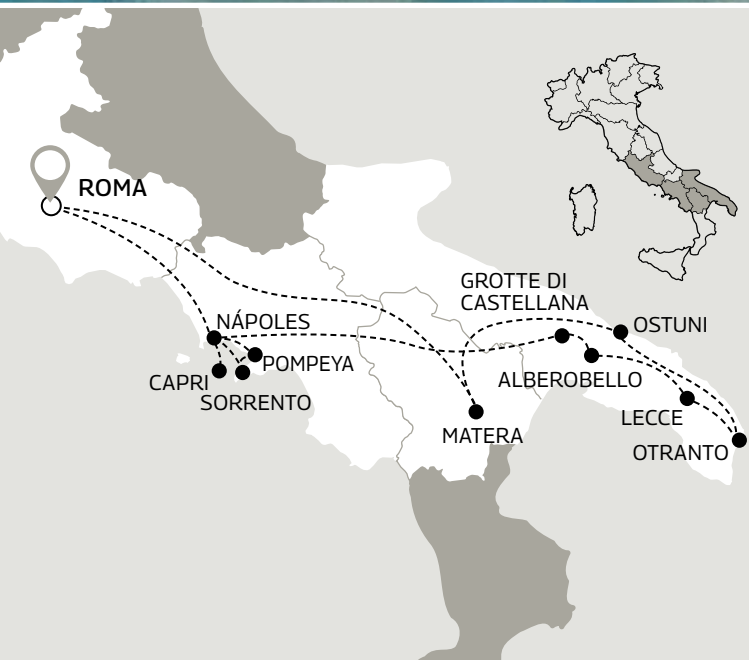 ROMA
GROTTE DI
CASTELLANA
NÁPOLES
OSTUNI
POMPEYA
CAPRI
ALBEROBELLO
SORRENTO
LECCE
MATERA
OTRANTO